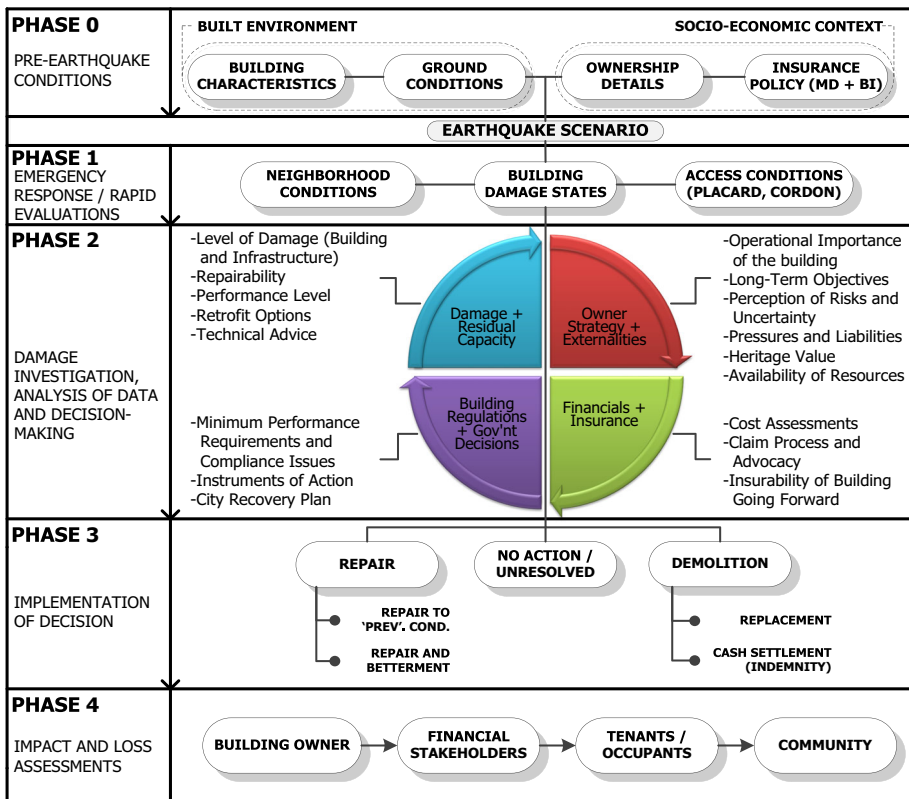 PHASE 0
PRE-EARTHQUAKE
CONDITIONS
BUILT ENVIRONMENT
SOCIO-ECONOMIC CONTEXT
BUILDING
CHARACTERISTICS
GROUND
CONDITIONS
OWNERSHIP
DETAILS
INSURANCE
POLICY (MD + BI)
EARTHQUAKE SCENARIO
PHASE 1
EMERGENCY
RESPONSE / RAPID
EVALUATIONS
NEIGHBORHOOD
CONDITIONS
BUILDING
DAMAGE STATES
ACCESS CONDITIONS
(PLACARD, CORDON)
PHASE 2
DAMAGE
INVESTIGATION,
ANALYSIS OF DATA
AND DECISION-
MAKING
-Level of Damage (Building
and Infrastructure)
-Repairability
-Performance Level
-Retrofit Options
-Technical Advice
Damage +
Residual
Capacity
Owner
Strategy +
Externalities
-Operational Importance
of the building
-Long-Term Objectives
-Perception of Risks and
Uncertainty
-Pressures and Liabilities
-Heritage Value
-Availability of Resources
-Minimum Performance
Requirements and
Compliance Issues
-Instruments of Action
-City Recovery Plan
Building
Regulations
+ Gov'nt
Decisions
Financials +
Insurance
-Cost Assessments
-Claim Process and
Advocacy
-Insurability of Building
Going Forward
PHASE 3
IMPLEMENTATION
OF DECISION
REPAIR
REPAIR TO
'PREV'. COND.
REPAIR AND
BETTERMENT
NO ACTION /
UNRESOLVED
DEMOLITION
REPLACEMENT
CASH SETTLEMENT
(INDEMNITY)
PHASE 4
IMPACT AND LOSS
ASSESSMENTS
BUILDING OWNER
FINANCIAL
STAKEHOLDERS
TENANTS /
OCCUPANTS
COMMUNITY